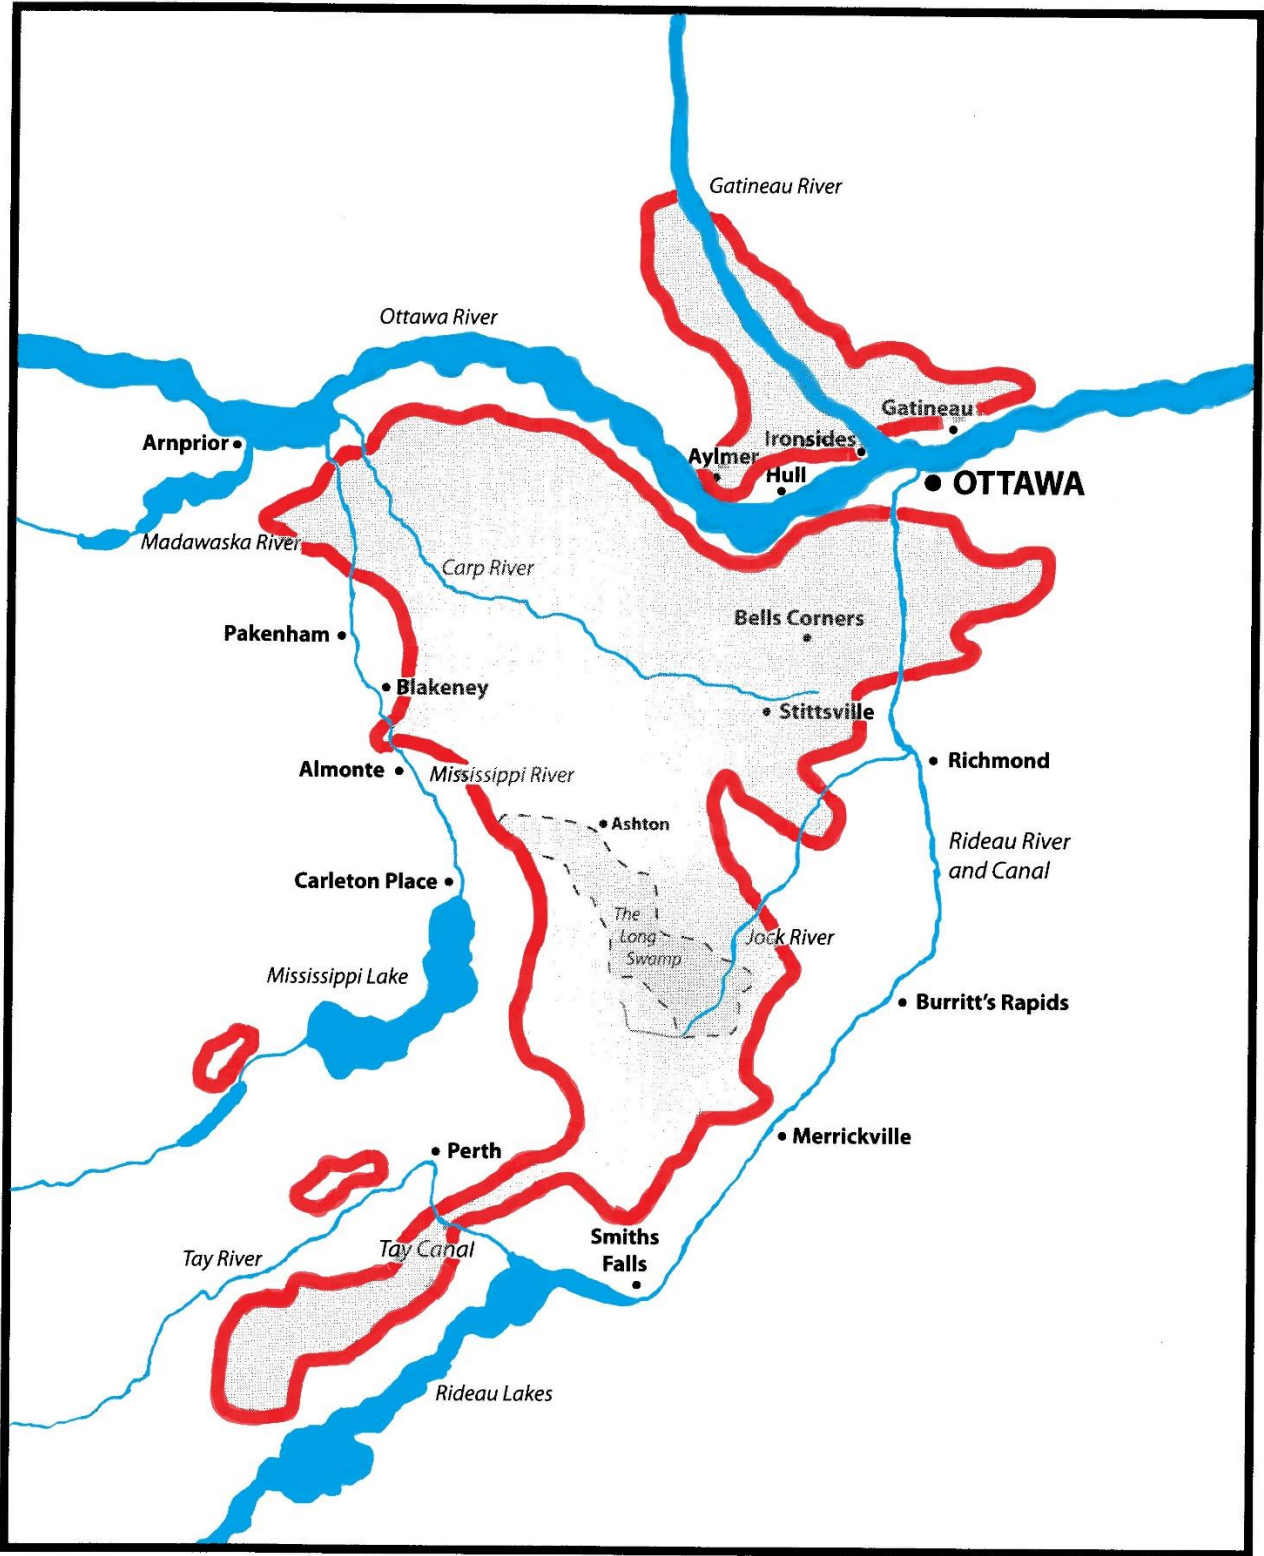 Gatineau River
Ottawa River
Gatineau
Arnprior
Ironsides
Aylmer
Hull
OTTAWA
Madawaska River
Carp River
Bells Corners
Pakenham
Blakeney
Stittsville
Richmond
Almonte
Mississippi River
Ashton
Rideau River
and Canal
Carleton Place
The
Long
Swamp
Jock River
Mississippi Lake
Burritt's Rapids
Merrickville
Perth
Smiths
Falls
Tay Canal
Tay River
Rideau Lakes